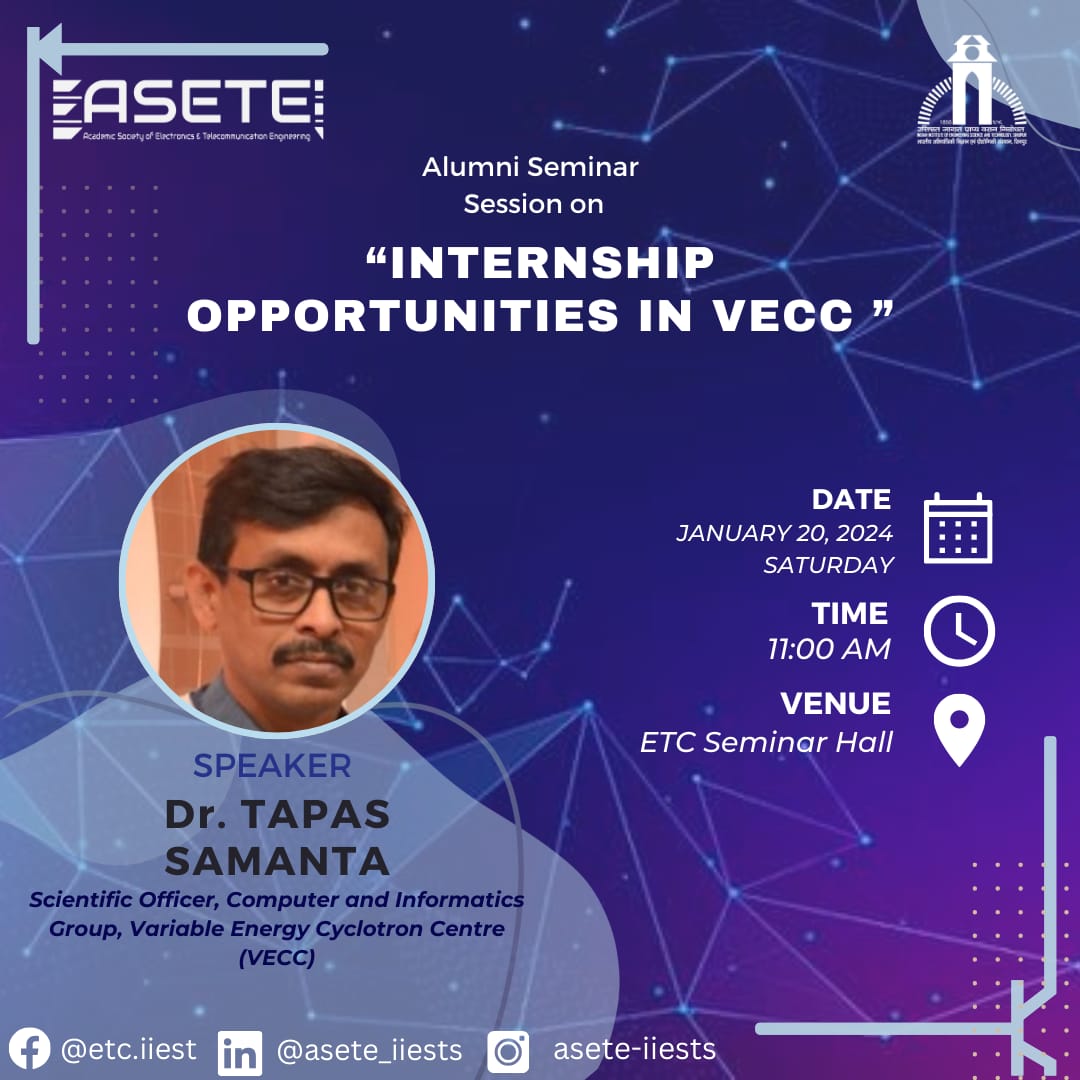 ASETE
Academic Society of Electronics & Telecommunication Engineering
Alumni Seminar
Session on
“INTERNSHIP
OPPORTUNITIES IN VECC ”
DATE
JANUARY 20, 2024
SATURDAY
TIME
11:00 AM
VENUE
ETC Seminar Hall
SPEAKER
Dr. TAPAS
SAMANTA
Scientific Officer, Computer and Informatics
Group, Variable Energy Cyclotron Centre
(VECC)
@etc.iiest
@asete_iiests
asete-iiests